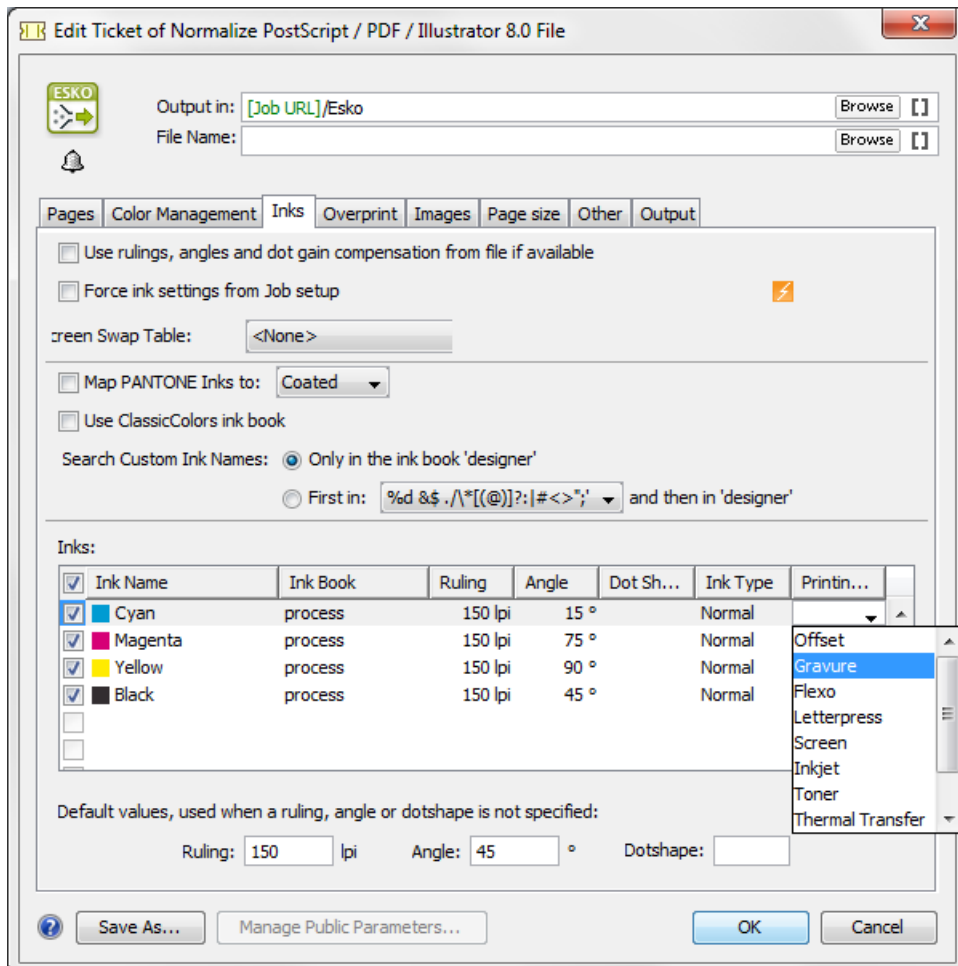 Edit Ticket of Normalize PostScript / PDF / Illustrator 8.0 File
ESKO
Output in: [Job URL]/Esko Browse []
File Name: Browse []
Pages Color Management Inks Overprint Images Page size Other Output
Use rulings, angles and dot gain compensation from file if available
Force ink settings from Job setup
creen Swap Table: <None>
Map PANTONE Inks to: Coated
Use ClassicColors ink book
Search Custom Ink Names: Only in the ink book 'designer'
First in: %d &$ ./\*[(@)]?:|#<>";' and then in 'designer'
Inks:
Ink Name Ink Book Ruling Angle Dot Sh... Ink Type Printin...
Cyan process 150 lpi 15 ° Normal
Magenta process 150 lpi 75 ° Normal Offset
Yellow process 150 lpi 90 ° Normal Gravure
Black process 150 lpi 45 ° Normal Flexo
Letterpress
Screen
Inkjet
Toner
Thermal Transfer
Default values, used when a ruling, angle or dotshape is not specified:
Ruling: 150 lpi Angle: 45 ° Dotshape:
Save As... Manage Public Parameters... OK Cancel